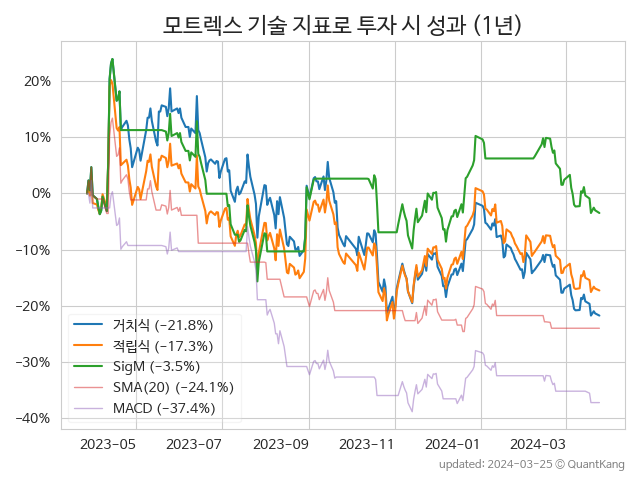 모트렉스 기술 지표로 투자 시 성과 (1년)
20%
10%
0%
−10%
−20%
−30%
−40%
거치식 (−21.8%)
적립식 (−17.3%)
SigM (−3.5%)
SMA(20) (−24.1%)
MACD (−37.4%)
2023−05 2023−07 2023−09 2023−11 2024−01 2024−03
updated: 2024−03−25 ⓒ QuantKang